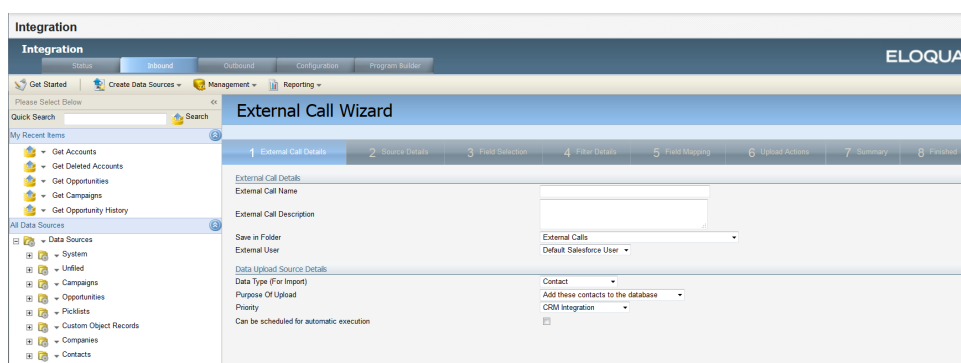 Integration
Integration
ELOQUA
Status Inbound Outbound Configuration Program Builder
Get Started Create Data Sources Management Reporting
Please Select Below «
Quick Search Search
External Call Wizard
My Recent Items
Get Accounts
Get Deleted Accounts
Get Opportunities
Get Campaigns
Get Opportunity History
All Data Sources
Data Sources
System
Unfiled
Campaigns
Opportunities
Picklists
Custom Object Records
Companies
Contacts
1 External Call Details 2 Source Details 3 Field Selection 4 Filter Details 5 Field Mapping 6 Upload Actions 7 Summary 8 Finished
External Call Details
External Call Name
External Call Description
Save in Folder External Calls
External User Default Salesforce User
Data Upload Source Details
Data Type (For Import) Contact
Purpose Of Upload Add these contacts to the database
Priority CRM Integration
Can be scheduled for automatic execution